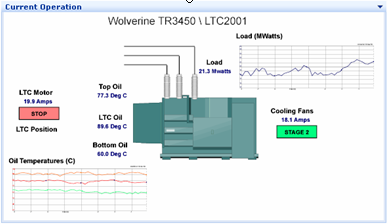 Current Operation
Wolverine TR3450 \ LTC2001
Load (MWatts)
Load
21.3 Mwatts
Top Oil
77.3 Deg C
LTC Motor
19.9 Amps
STOP
LTC Position
LTC Oil
89.6 Deg C
Cooling Fans
18.1 Amps
STAGE 2
Bottom Oil
60.0 Deg C
Oil Temperatures (C)